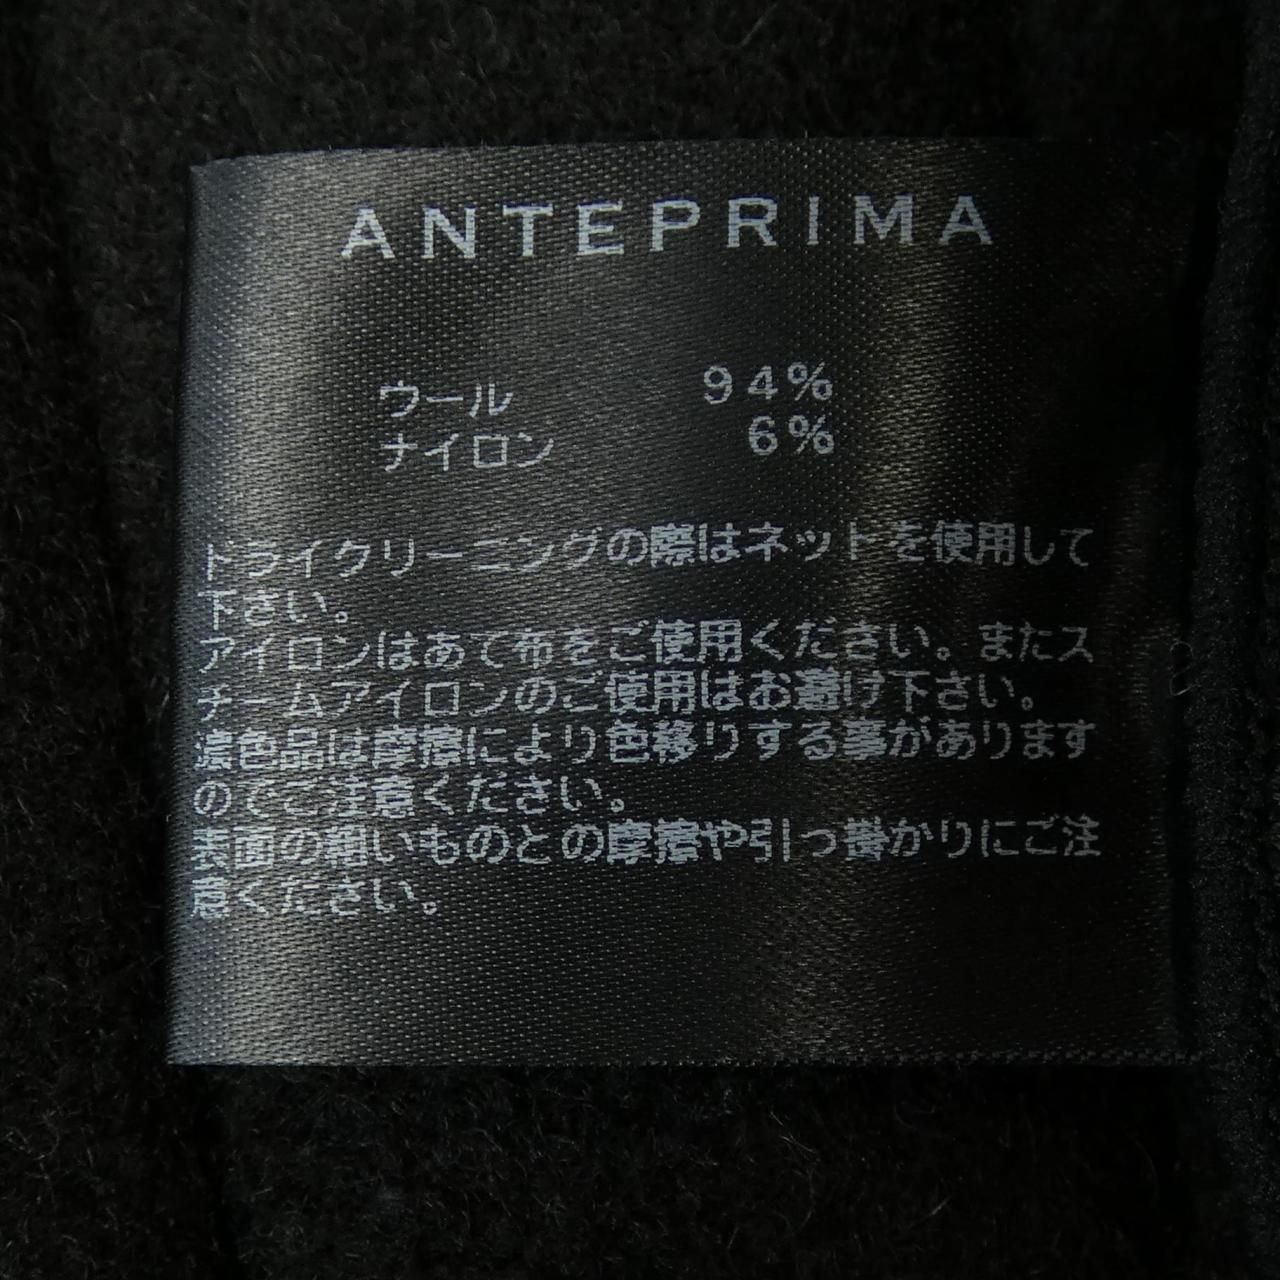 ANTEPRIMA
ウール 94%
ナイロン 6%
ドライクリーニングの際はネットを使用して
下さい。
アイロンはあて布をご使用ください。またス
チームアイロンのご使用はお避け下さい。
濃色品は摩擦により色移りする事があります
のでご注意ください。
表面の粗いものとの摩擦や引っ掛かりにご注
意ください。